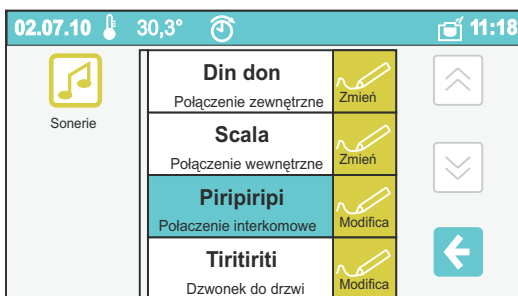 02.07.10 30,3° 11:18
Sonerie
Din don
Połączenie zewnętrzne
Zmień
Scala
Połączenie wewnętrzne
Zmień
Piripiripi
Połaczenie interkomowe
Modifica
Tiritiriti
Dzwonek do drzwi
Modifica